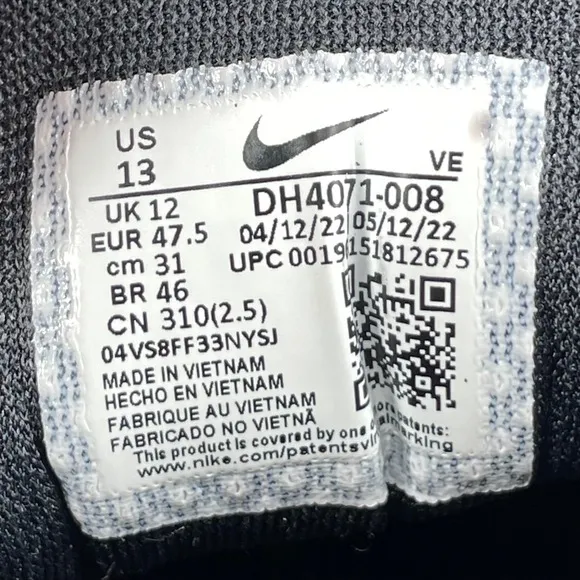 US
13
VE
UK 12
EUR 47.5
cm 31
BR 46
CN 310(2.5)
04VS8FF33NYSJ
DH4071-008
04/12/22 05/12/22
MADE IN VIETNAM
HECHO EN VIETNAM
FABRIQUE AU VIETNAM
FABRICADO NO VIETNÃ
This product is covered by one
www.nike.com/patents
patents: